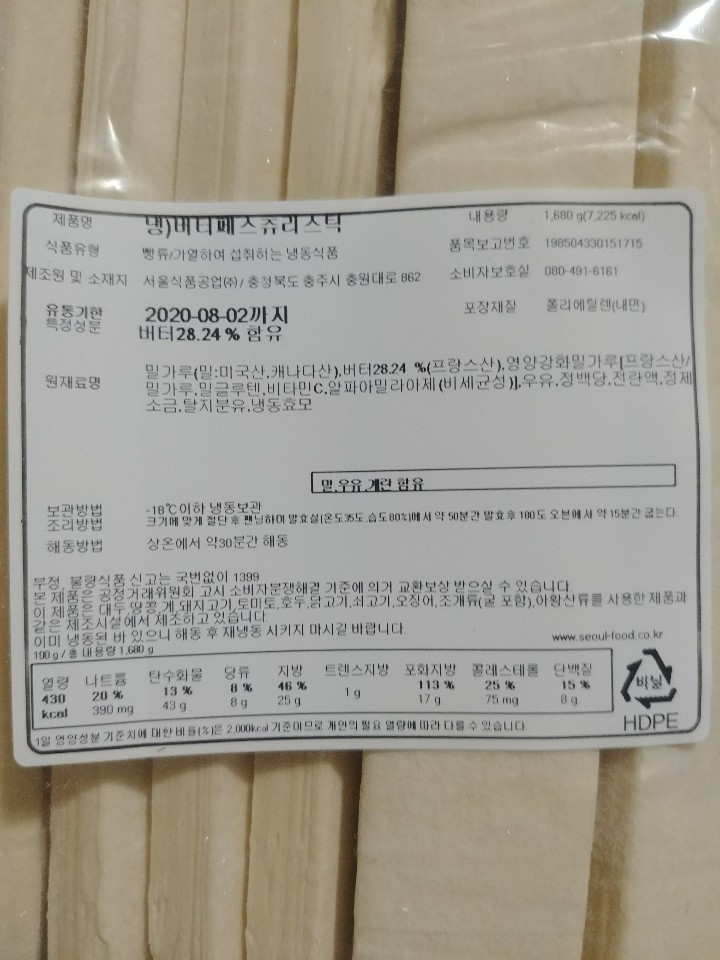 제품명 냉)버터페스츄리스틱 내용량 1,680 g(7,225 kcal)
식품유형 빵류/가열하여 섭취하는 냉동식품 품목보고번호 198504330151715
제조원 및 소재지 서울식품공업㈜/ 충청북도 충주시 충원대로 862 소비자보호실 080-491-6161
유통기한 2020-08-02까지 포장재질 폴리에틸렌(내면)
특정성분 버터28.24 % 함유
원재료명 밀가루(밀:미국산,캐나다산),버터28.24 %(프랑스산),영양강화밀가루[프랑스산/
밀가루,밀글루텐,비타민C,알파아밀라아제(비세균성)],우유,정백당,전란액,정제
소금,탈지분유,냉동효모
밀,우유,계란 함유
보관방법 -18℃이하 냉동보관
조리방법 크기에 맞게 절단 후 팬닝하여 발효실(온도35도,습도80%)에서 약 50분간 발효후 180도 오븐에서 약 15분간 굽는다.
해동방법 상온에서 약30분간 해동
부정, 불량식품 신고는 국번없이 1399
본 제품은 공정거래위원회 고시 소비자분쟁해결 기준에 의거 교환보상 받으실 수 있습니다
이 제품은 대두,땅콩,게,돼지고기,토마토,호두,닭고기,쇠고기,오징어,조개류(굴 포함),아황산류를 사용한 제품과
같은 제조시설에서 제조하고 있습니다.
이미 냉동된 바 있으니 해동 후 재냉동 시키지 마시길 바랍니다.
www.seoul-food.co.kr
100 g / 총 내용량 1,680 g
열량 나트륨 탄수화물 당류 지방 트랜스지방 포화지방 콜레스테롤 단백질
430 20 % 13 % 8 % 46 % 1 g 113 % 25 % 15 %
kcal 390 mg 43 g 8 g 25 g 17 g 75 mg 8 g
비닐
HDPE
1일 영양성분 기준치에 대한 비율(%)은 2,000kcal 기준이므로 개인의 필요 열량에 따라 다를 수 있습니다.